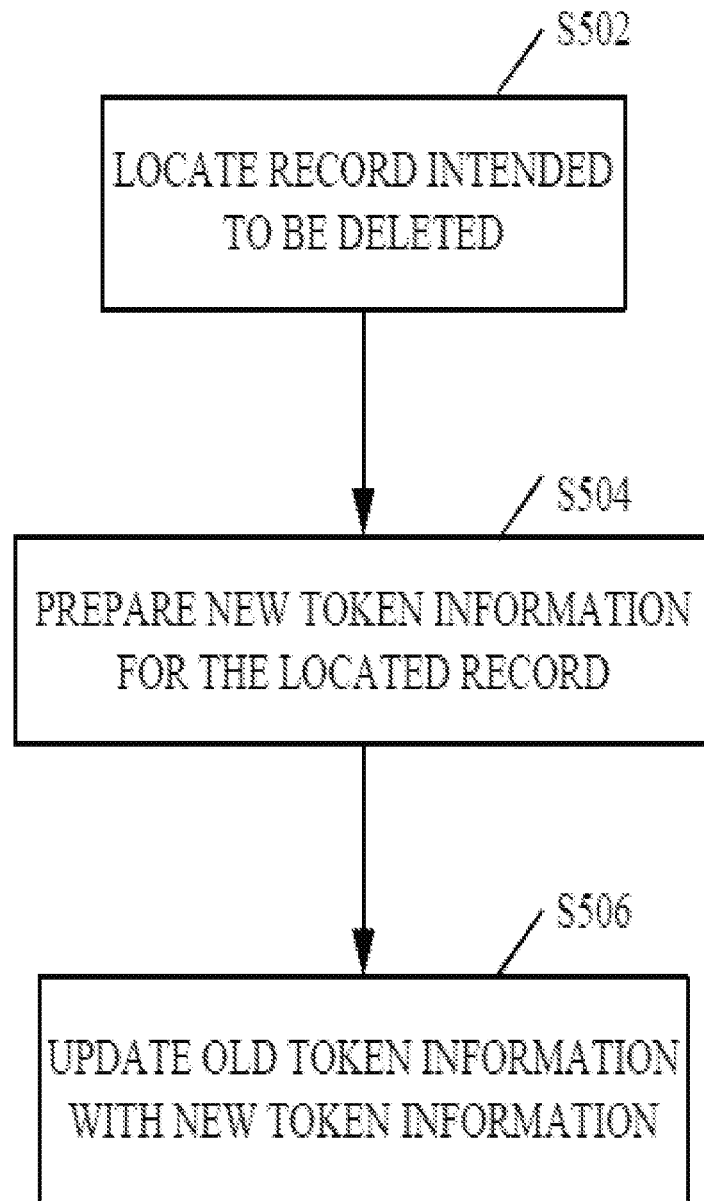 S502
LOCATE RECORD INTENDED
TO BE DELETED
S504
PREPARE NEW TOKEN INFORMATION
FOR THE LOCATED RECORD
S506
UPDATE OLD TOKEN INFORMATION
WITH NEW TOKEN INFORMATION